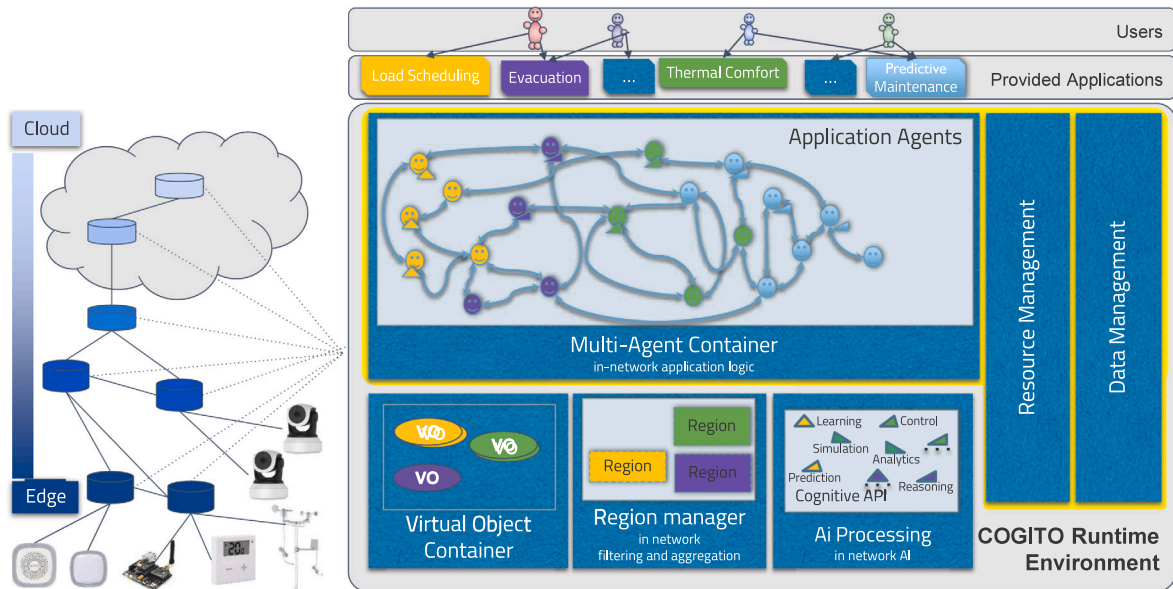 Users
Load Scheduling
Evacuation
...
Thermal Comfort
...
Predictive
Maintenance
Provided Applications
Cloud
Edge
20°c
Application Agents
Multi-Agent Container
in-network application logic
Resource Management
Data Management
VO
VO
VO
Virtual Object
Container
Region
Region
Region
Region manager
in network
filtering and aggregation
Learning
Control
Simulation
Analytics
Prediction
Reasoning
Cognitive API
Ai Processing
in network AI
COGITO Runtime
Environment